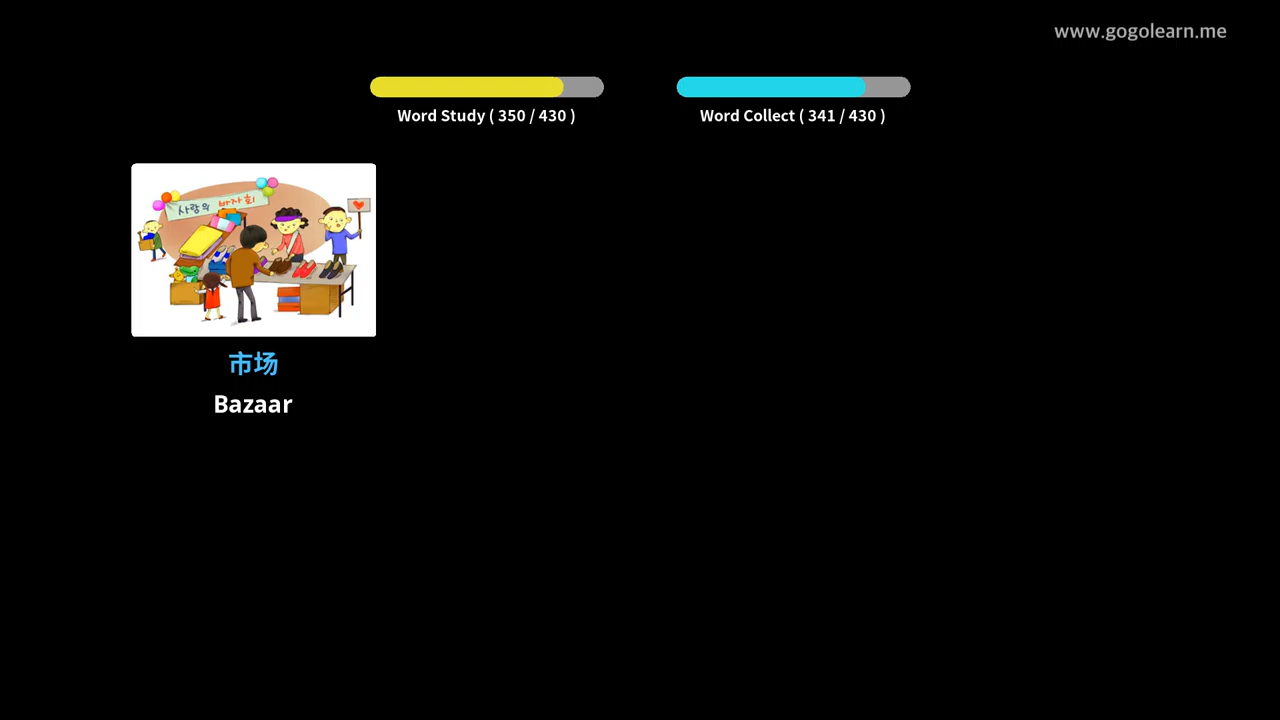 www.gogolearn.me
Word Study ( 350 / 430 )
Word Collect ( 341 / 430 )
사랑의 바자회
市场
Bazaar